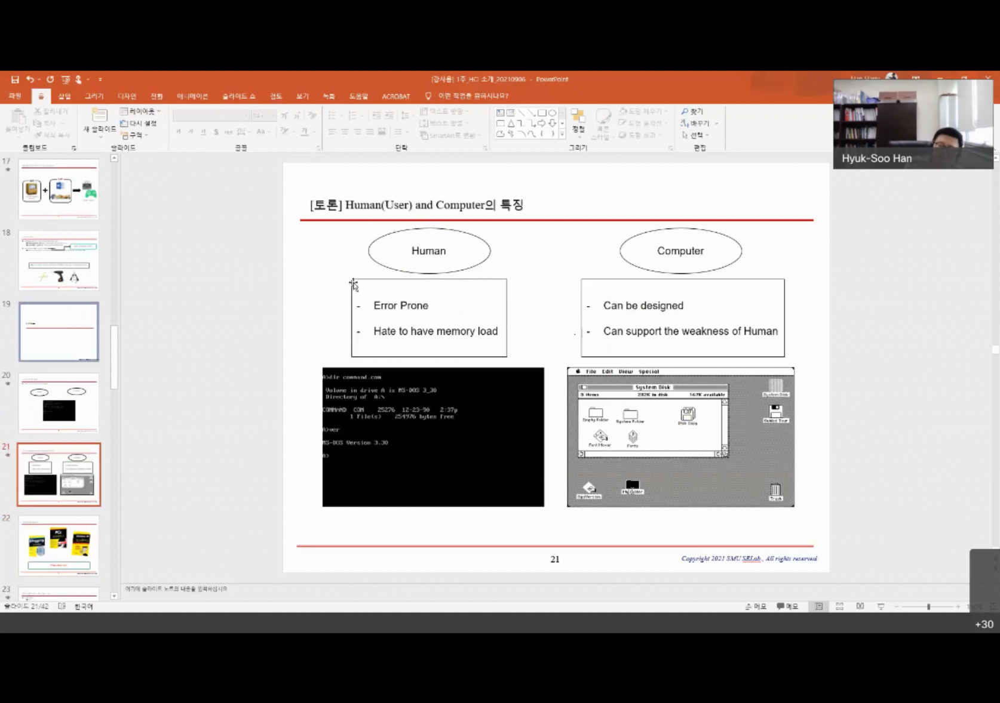 [강사용] 1주_HCI 소개_20210906 - PowerPoint
파일 홈 삽입 그리기 디자인 전환 애니메이션 슬라이드 쇼 검토 보기 녹화 도움말 ACROBAT 어떤 작업을 원하시나요?
붙여넣기
잘라내기
복사
서식 복사
클립보드
새 슬라이드
레이아웃
다시 설정
구역
슬라이드
14+
글꼴
텍스트 방향
텍스트 맞춤
SmartArt로 변환
단락
정렬
빠른 스타일
도형 채우기
도형 윤곽선
도형 효과
그리기
찾기
바꾸기
선택
편집
Hyuk-Soo Han
17
18
19
20
21
22
23
[토론] Human(User) and Computer의 특징
Human
Computer
- Error Prone
- Hate to have memory load
- Can be designed
- Can support the weakness of Human
A>dir command.com
Volume in drive A is MS-DOS 3_30
Directory of A:\
COMMAND COM 25276 12-23-90 2:37p
1 File(s) 254976 bytes free
A>ver
MS-DOS Version 3.30
A>
File Edit View Special
System Disk
8 items 282K in disk 167K available
Empty Folder System Folder Disk Copy
Font Mover Fonts
System Disk
Guided Tour
SysVersion
Trash
21
Copyright 2021 SMU SELab., All rights reserved.
여기에 슬라이드 노트의 내용을 입력하십시오
슬라이드 21/42 한국어
메모 메모
+30